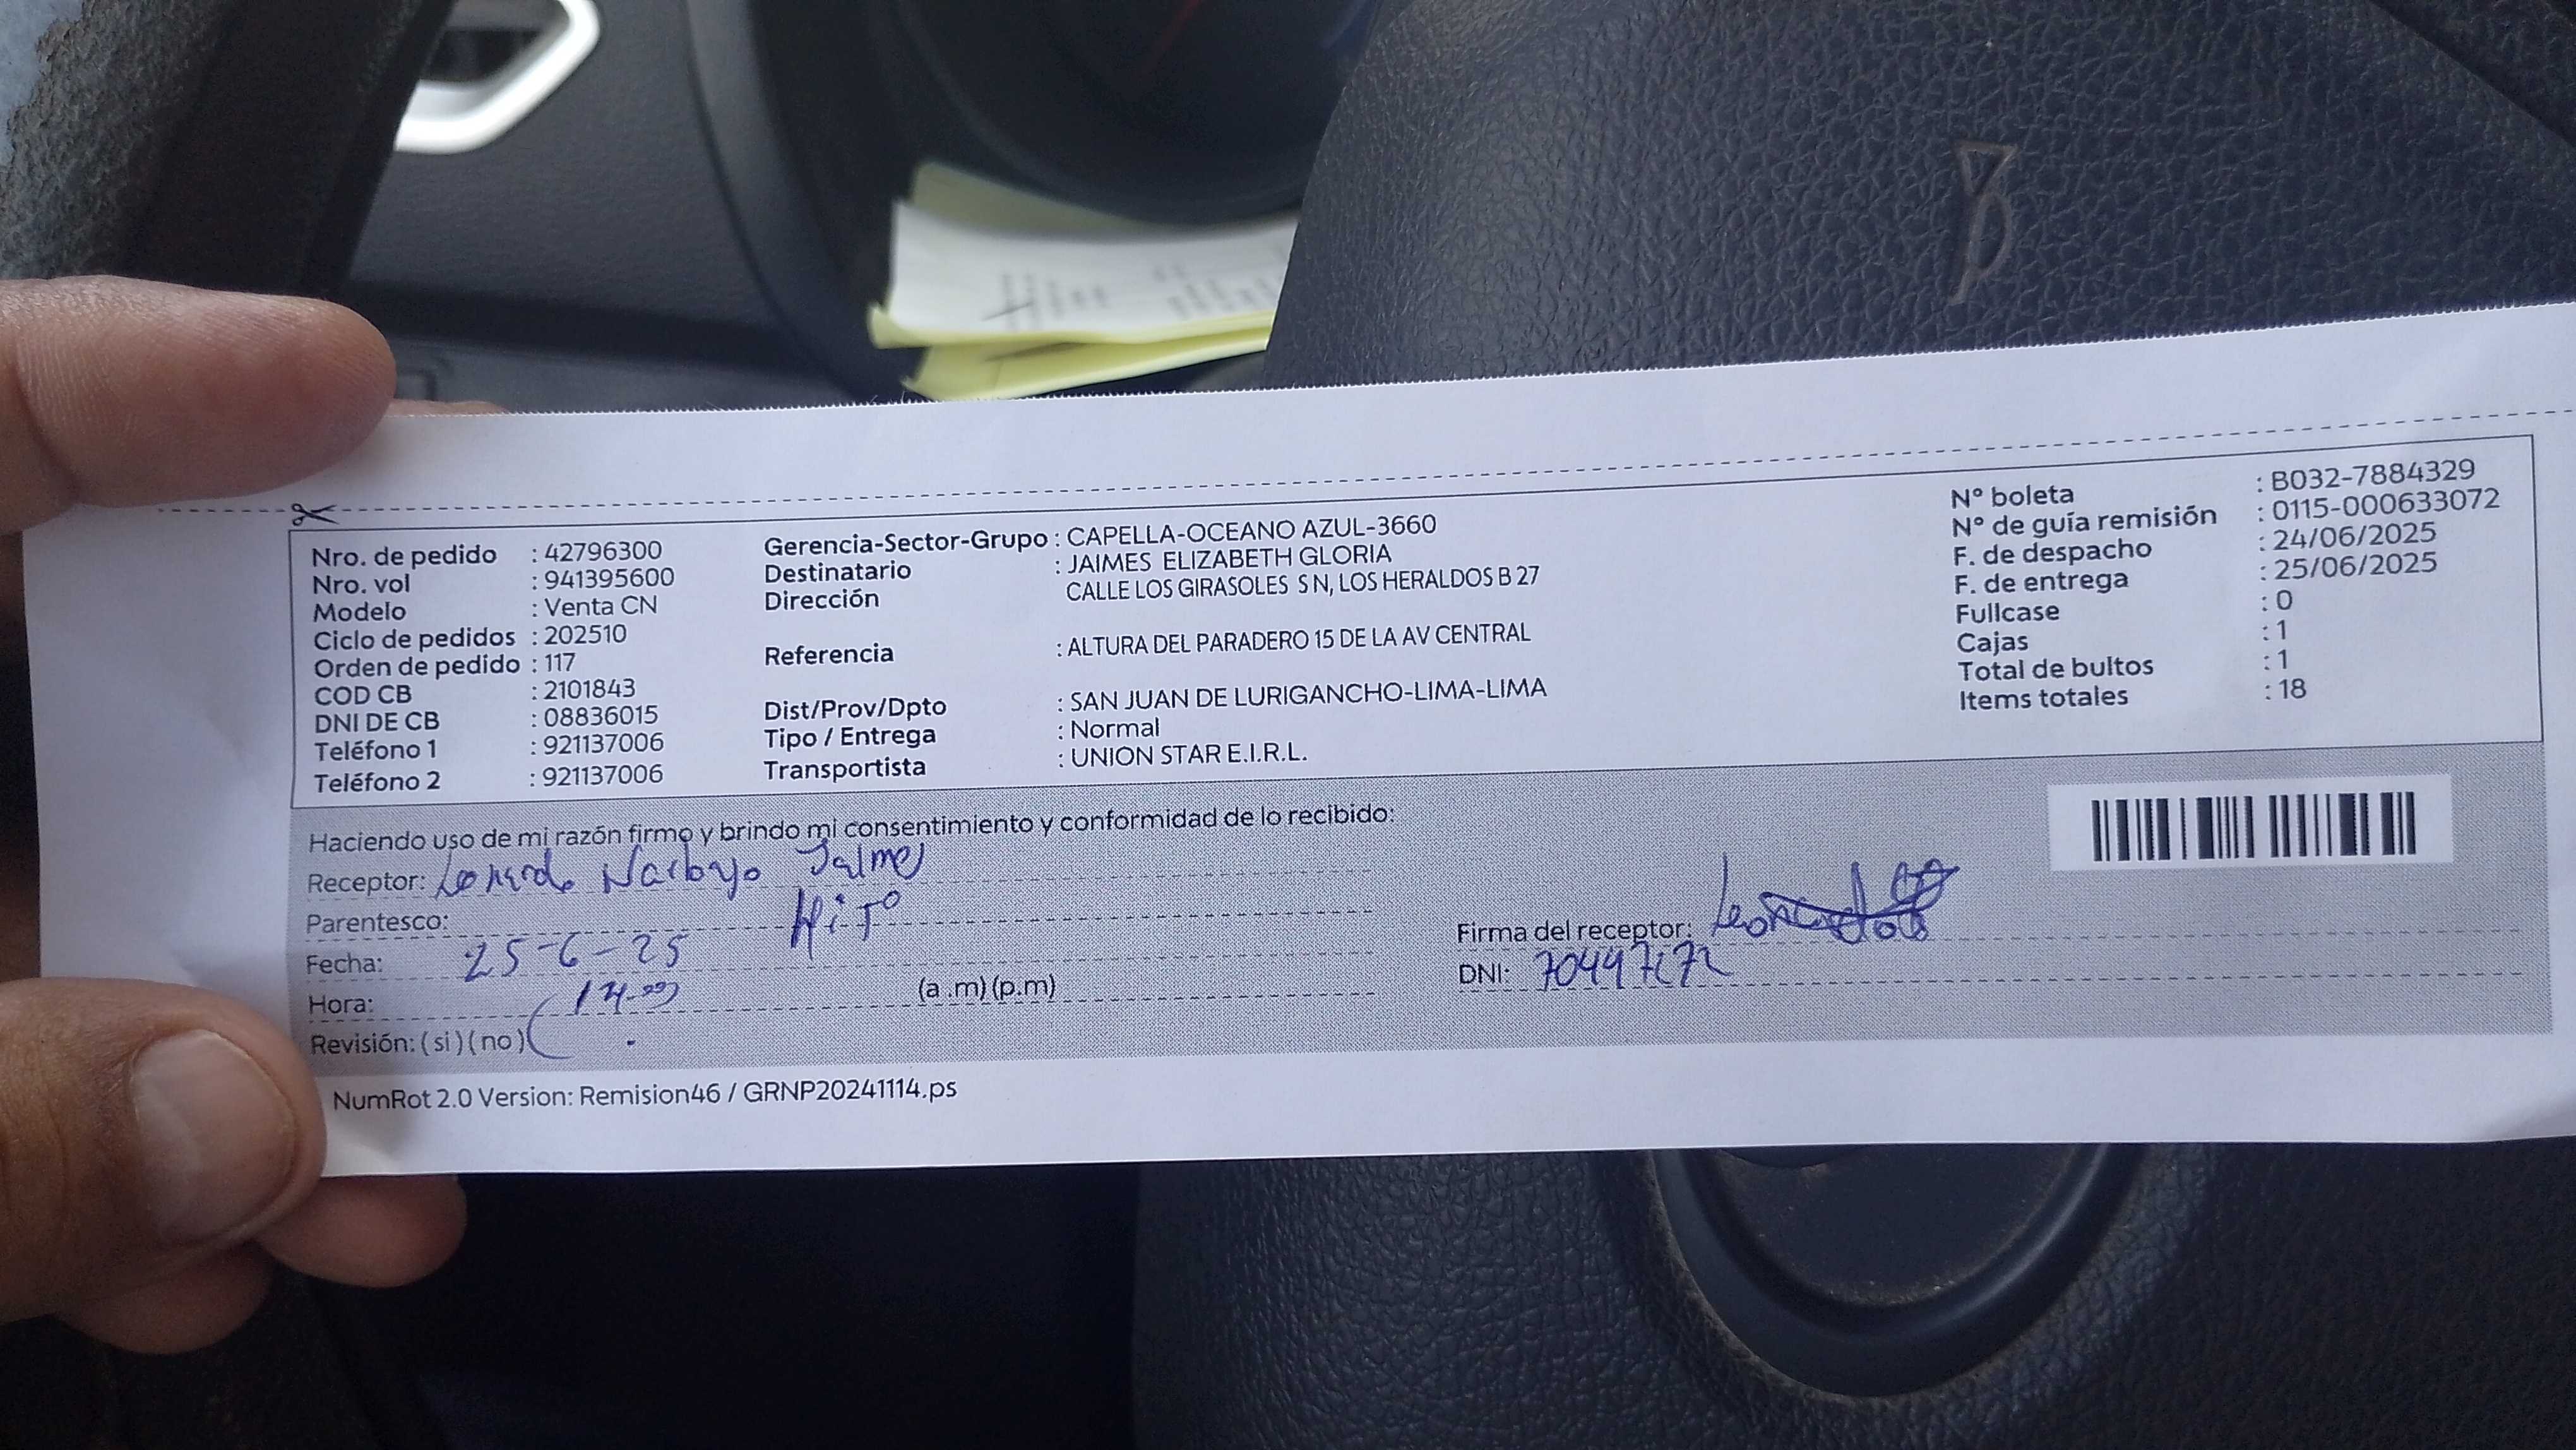 Nro. de pedido : 42796300
Nro. vol : 941395600
Modelo : Venta CN
Ciclo de pedidos : 202510
Orden de pedido : 117
COD CB : 2101843
DNI DE CB : 08836015
Teléfono 1 : 921137006
Teléfono 2 : 921137006
Gerencia-Sector-Grupo : CAPELLA-OCEANO AZUL-3660
Destinatario : JAIMES ELIZABETH GLORIA
Dirección CALLE LOS GIRASOLES S N, LOS HERALDOS B 27
Referencia : ALTURA DEL PARADERO 15 DE LA AV CENTRAL
Dist/Prov/Dpto : SAN JUAN DE LURIGANCHO-LIMA-LIMA
Tipo / Entrega : Normal
Transportista : UNION STAR E.I.R.L.
N° boleta : B032-7884329
N° de guía remisión : 0115-000633072
F. de despacho : 24/06/2025
F. de entrega : 25/06/2025
Fullcase : 0
Cajas : 1
Total de bultos : 1
Items totales : 18
Haciendo uso de mi razón firmo y brindo mi consentimiento y conformidad de lo recibido:
Receptor: Leonardo
Parentesco: HiJo
Fecha: 25-6-25
Hora: (a .m) (p.m)
Revisión: ( si ) ( no )
Firma del receptor:
DNI:
NumRot 2.0 Version: Remision46 / GRNP20241114.ps